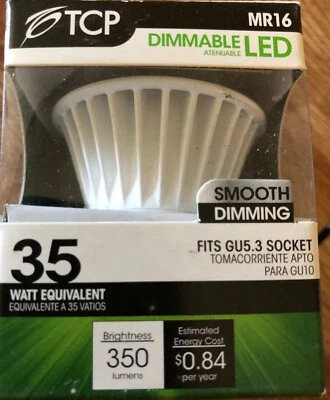 TCP
MR16
DIMMABLE LED
ATENUABLE
SMOOTH
DIMMING
35
WATT EQUIVALENT
EQUIVALENTE A 35 VATIOS
FITS GU5.3 SOCKET
TOMACORRIENTE APTO
PARA GU10
Brightness
350
lumens
Estimated
Energy Cost
$0.84
per year